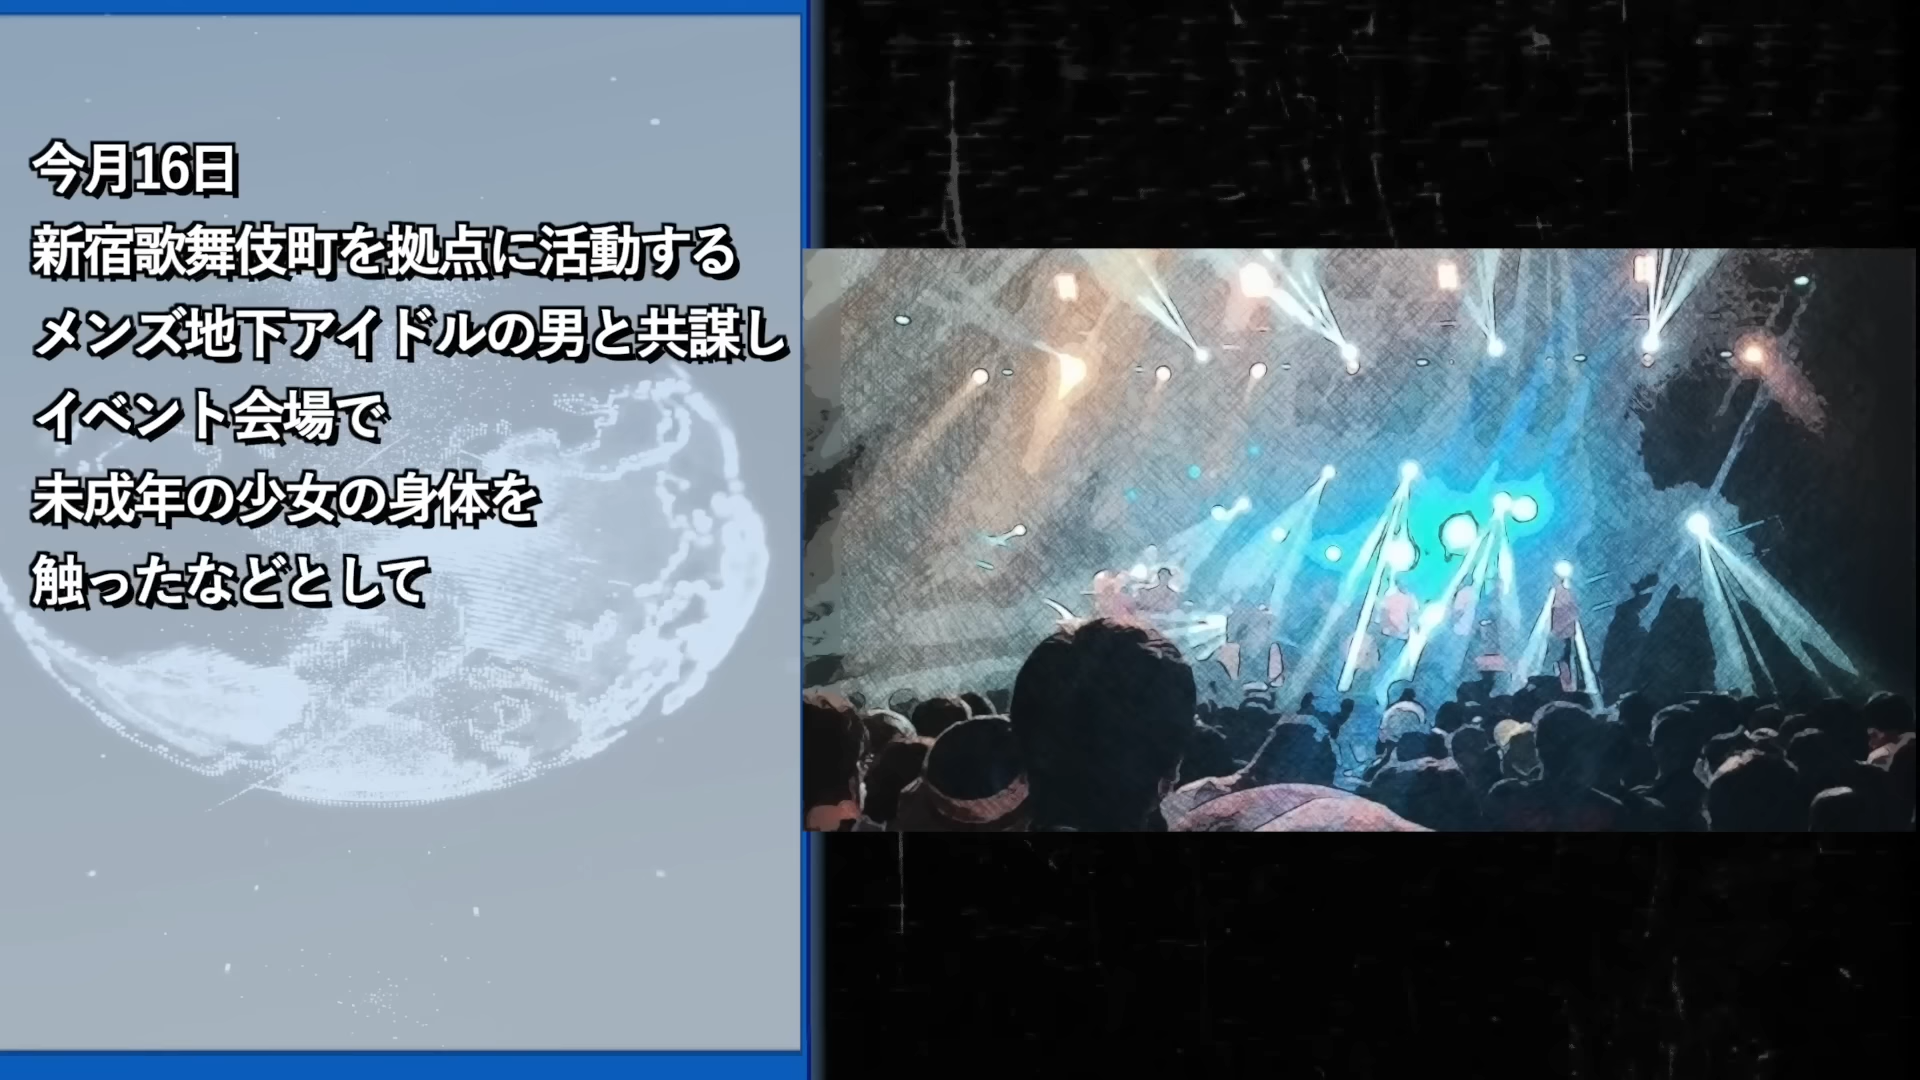 今月16日
新宿歌舞伎町を拠点に活動する
メンズ地下アイドルの男と共謀し
イベント会場で
未成年の少女の身体を
触ったなどとして